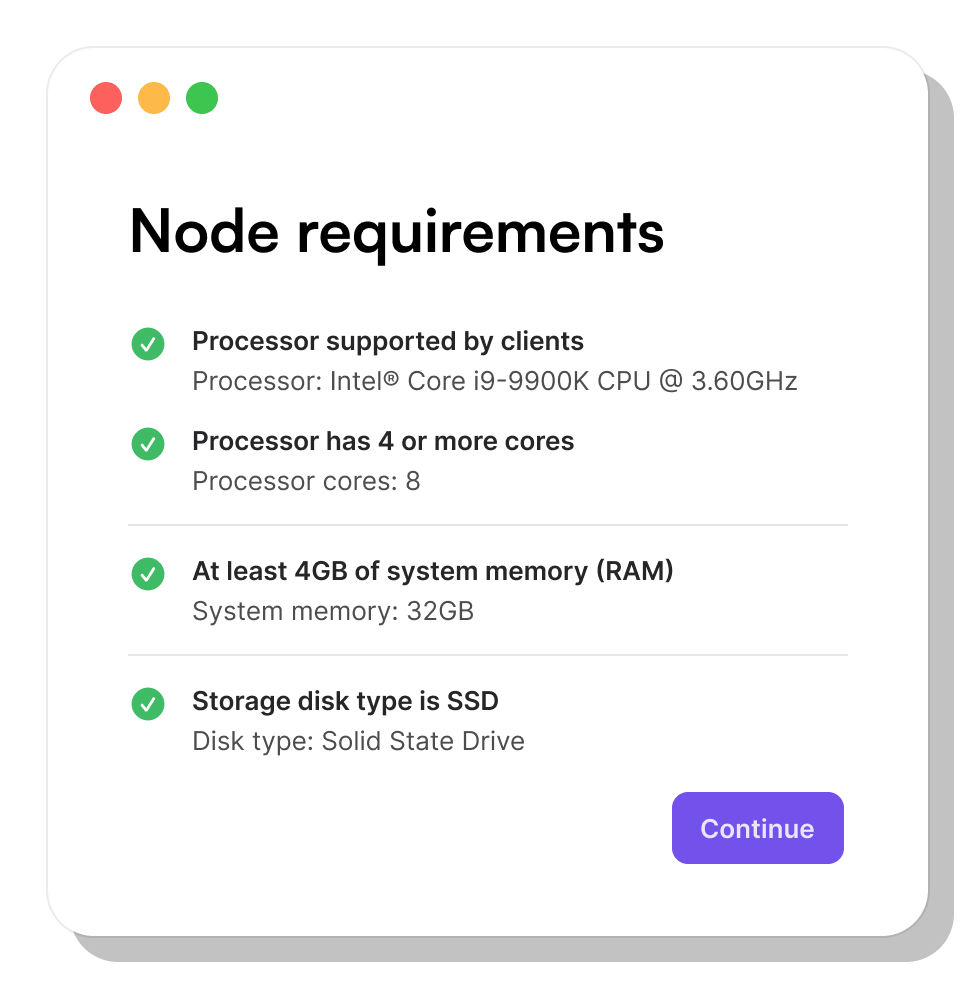 Node requirements
Processor supported by clients
Processor: Intel® Core i9-9900K CPU @ 3.60GHz
Processor has 4 or more cores
Processor cores: 8
At least 4GB of system memory (RAM)
System memory: 32GB
Storage disk type is SSD
Disk type: Solid State Drive
Continue